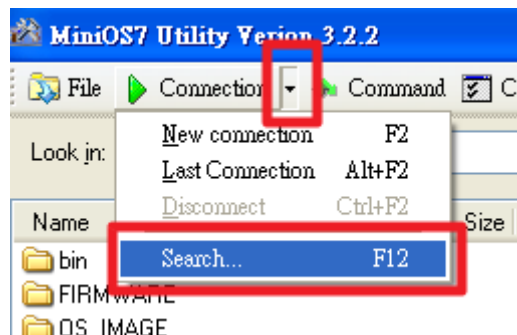 MiniOS7 Utility Verion 3.2.2
File Connection Command C
New connection F2
Look in:
Last Connection Alt+F2
Disconnect Ctrl+F2
Name Size
Search... F12
bin
FIRMWARE
OS_IMAGE